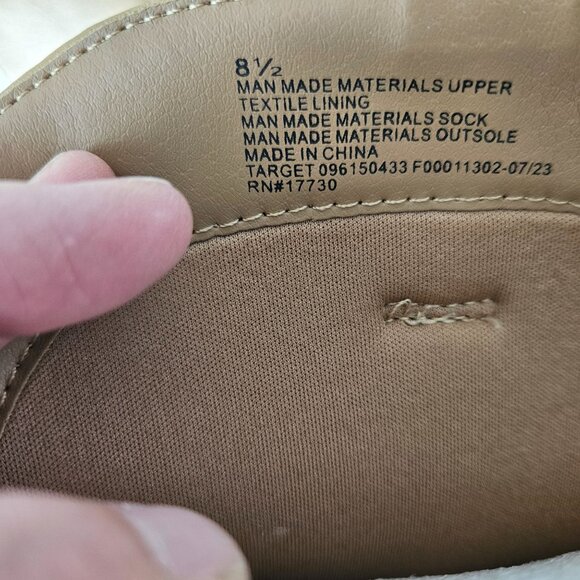 8½
MAN MADE MATERIALS UPPER
TEXTILE LINING
MAN MADE MATERIALS SOCK
MAN MADE MATERIALS OUTSOLE
MADE IN CHINA
TARGET 096150433 F00011302-07/23
RN#17730